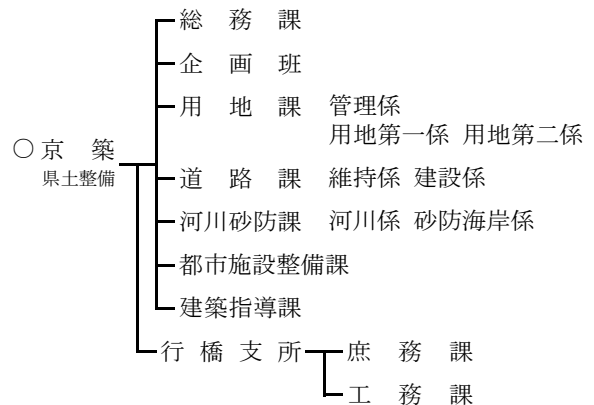 総務課
企画班
用地課 管理係
用地第一係 用地第二係
○京築
県土整備
道路課 維持係 建設係
河川砂防課 河川係 砂防海岸係
都市施設整備課
建築指導課
行橋支所 庶務課
工務課